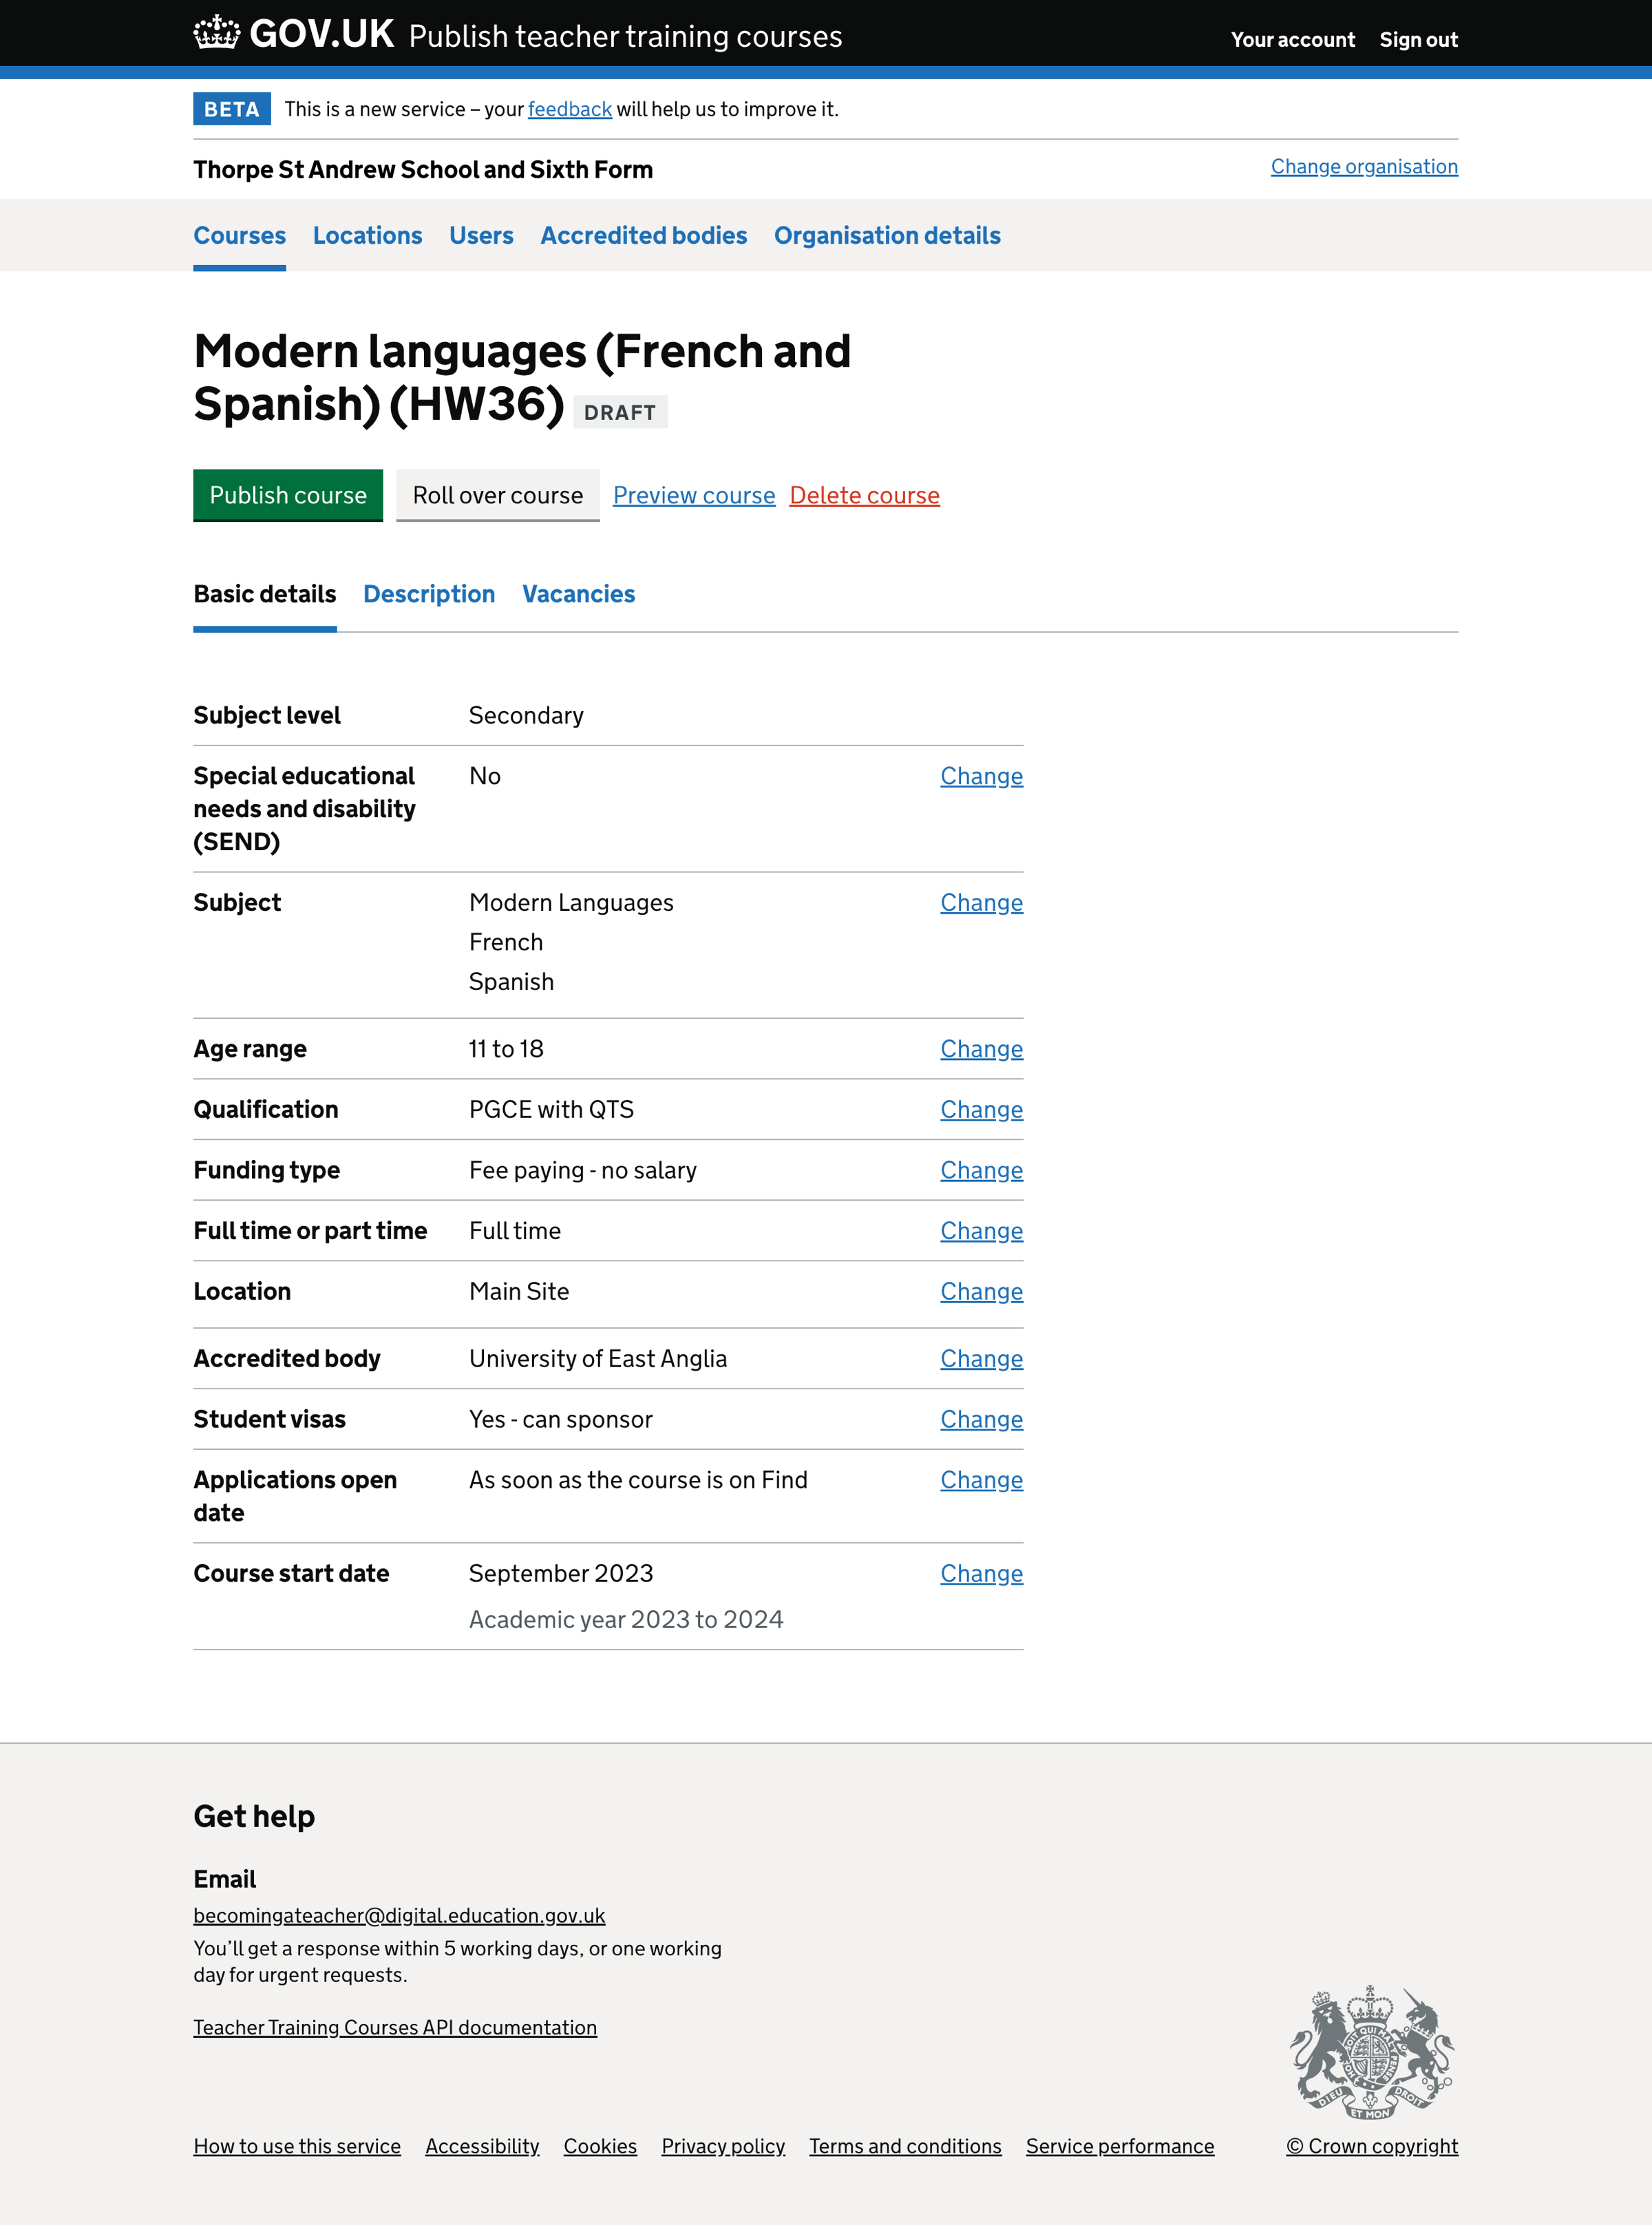 GOV.UK Publish teacher training courses
Your account Sign out
BETA This is a new service – your feedback will help us to improve it.
Thorpe St Andrew School and Sixth Form
Change organisation
Courses Locations Users Accredited bodies Organisation details
Modern languages (French and
Spanish) (HW36) DRAFT
Publish course Roll over course Preview course Delete course
Basic details Description Vacancies
Subject level Secondary
Special educational No Change
needs and disability
(SEND)
Subject Modern Languages Change
French
Spanish
Age range 11 to 18 Change
Qualification PGCE with QTS Change
Funding type Fee paying - no salary Change
Full time or part time Full time Change
Location Main Site Change
Accredited body University of East Anglia Change
Student visas Yes - can sponsor Change
Applications open As soon as the course is on Find Change
date
Course start date September 2023 Change
Academic year 2023 to 2024
Get help
Email
becomingateacher@digital.education.gov.uk
You’ll get a response within 5 working days, or one working
day for urgent requests.
Teacher Training Courses API documentation
DIEU ET MON DROIT
How to use this service Accessibility Cookies Privacy policy Terms and conditions Service performance © Crown copyright